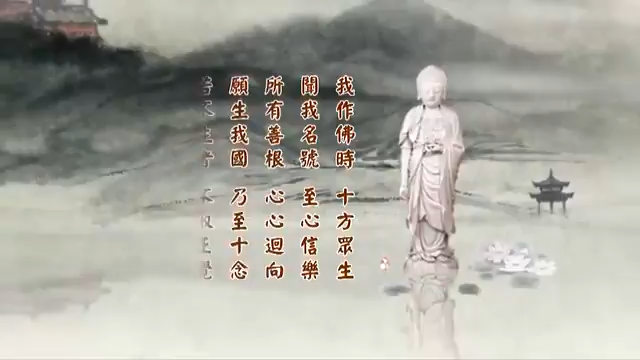 我作佛時 十方眾生
聞我名號 至心信樂
所有善根 心心迴向
願生我國 乃至十念